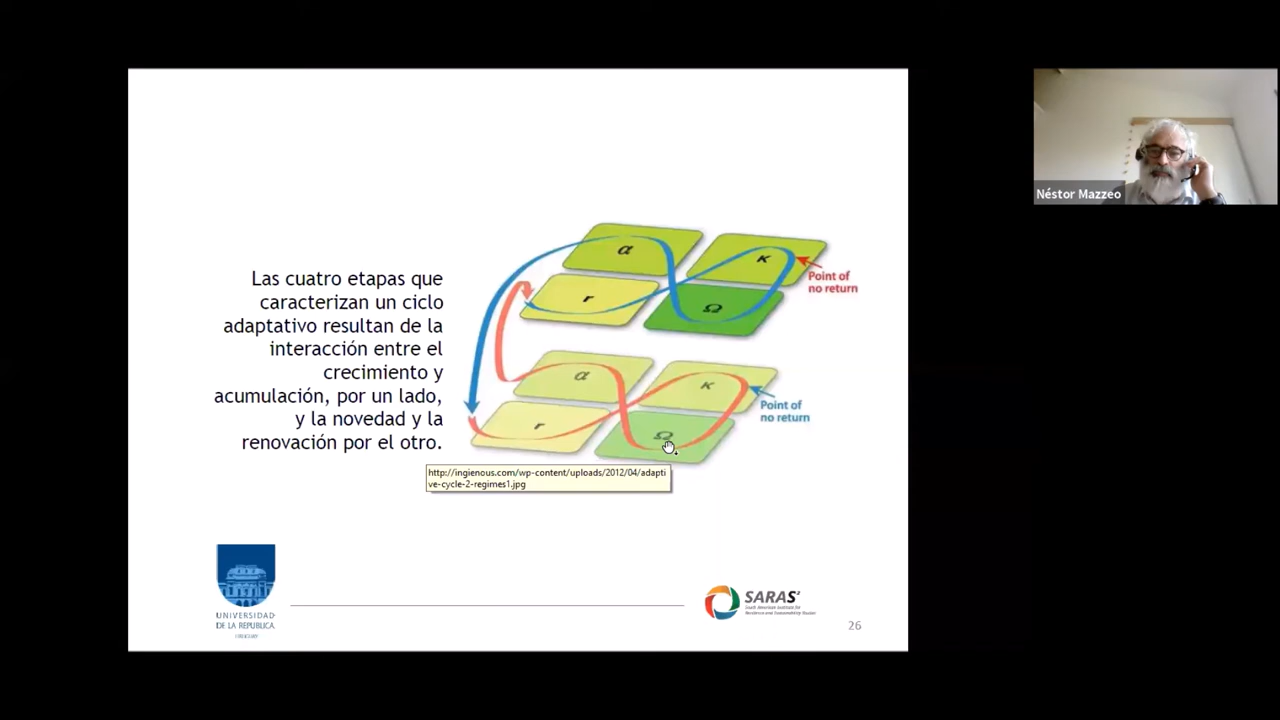 Las cuatro etapas que
caracterizan un ciclo
adaptativo resultan de la
interacción entre el
crecimiento y
acumulación, por un lado,
y la novedad y la
renovación por el otro.
α
κ
r
Ω
Point of
no return
α
κ
r
Ω
Point of
no return
http://ingienous.com/wp-content/uploads/2012/04/adapti
ve-cycle-2-regimes1.jpg
UNIVERSIDAD
DE LA REPÚBLICA
URUGUAY
SARAS²
South American Institute for
Resilience and Sustainability Studies
26
Néstor Mazzeo